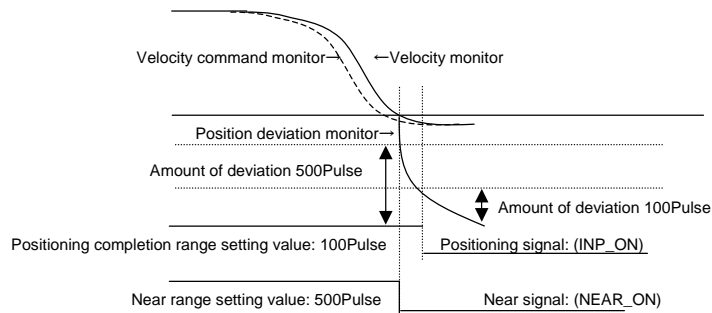 Velocity command monitor→ ←Velocity monitor
Position deviation monitor→
Amount of deviation 500Pulse
Amount of deviation 100Pulse
Positioning completion range setting value: 100Pulse Positioning signal: (INP_ON)
Near range setting value: 500Pulse Near signal: (NEAR_ON)